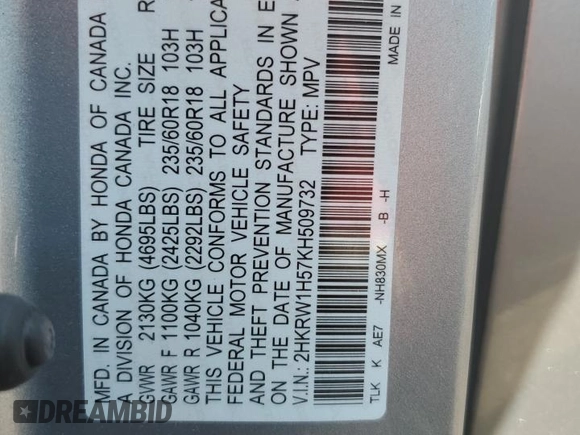 MFD. IN CANADA BY HONDA OF CANADA
A DIVISION OF HONDA CANADA INC.
GVWR 2130KG (4695LBS) TIRE SIZE R
GAWR F 1100KG (2425LBS) 235/60R18 103H
GAWR R 1040KG (2292LBS) 235/60R18 103H
THIS VEHICLE CONFORMS TO ALL APPLICA
FEDERAL MOTOR VEHICLE SAFETY
AND THEFT PREVENTION STANDARDS IN E
ON THE DATE OF MANUFACTURE SHOWN
V.I.N.: 2HKRW1H57KH509732 TYPE: MPV
TLK K AE7 -NH830MX -B -H MADE IN
DREAMBID